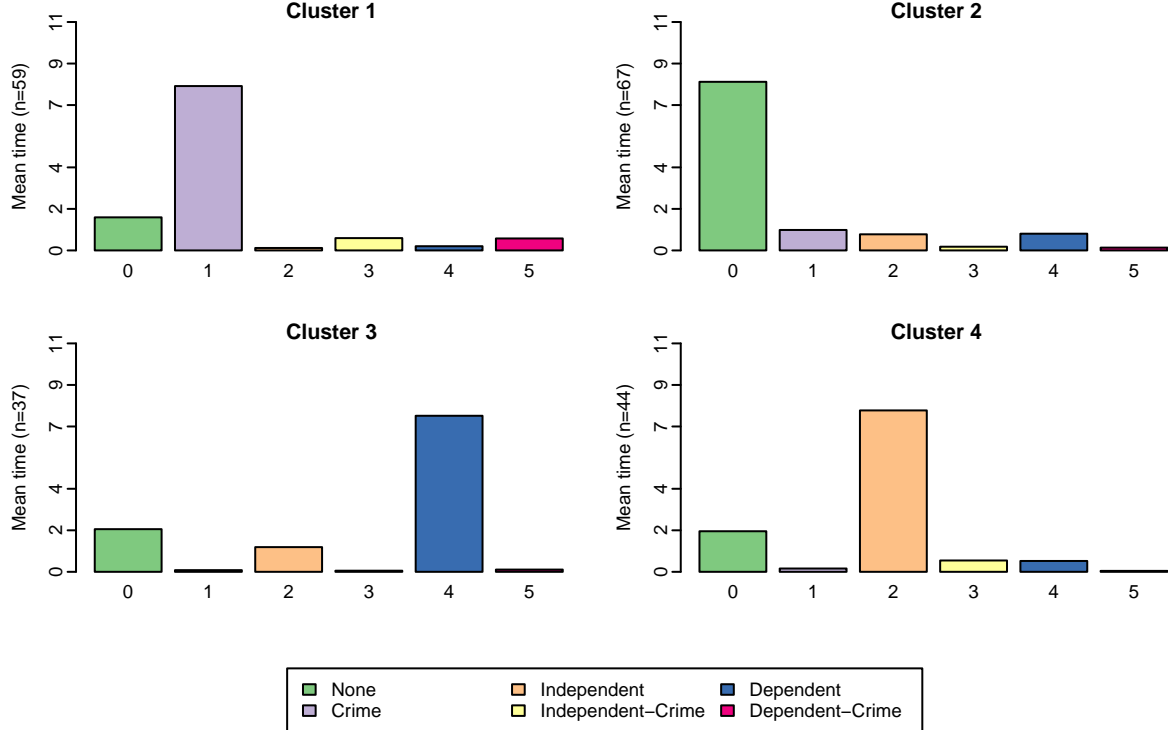 Cluster 1
Mean time (n=59)
0 2 4 7 9 11
0 1 2 3 4 5
Cluster 2
Mean time (n=67)
0 2 4 7 9 11
0 1 2 3 4 5
Cluster 3
Mean time (n=37)
0 2 4 7 9 11
0 1 2 3 4 5
Cluster 4
Mean time (n=44)
0 2 4 7 9 11
0 1 2 3 4 5
None
Crime
Independent
Independent−Crime
Dependent
Dependent−Crime